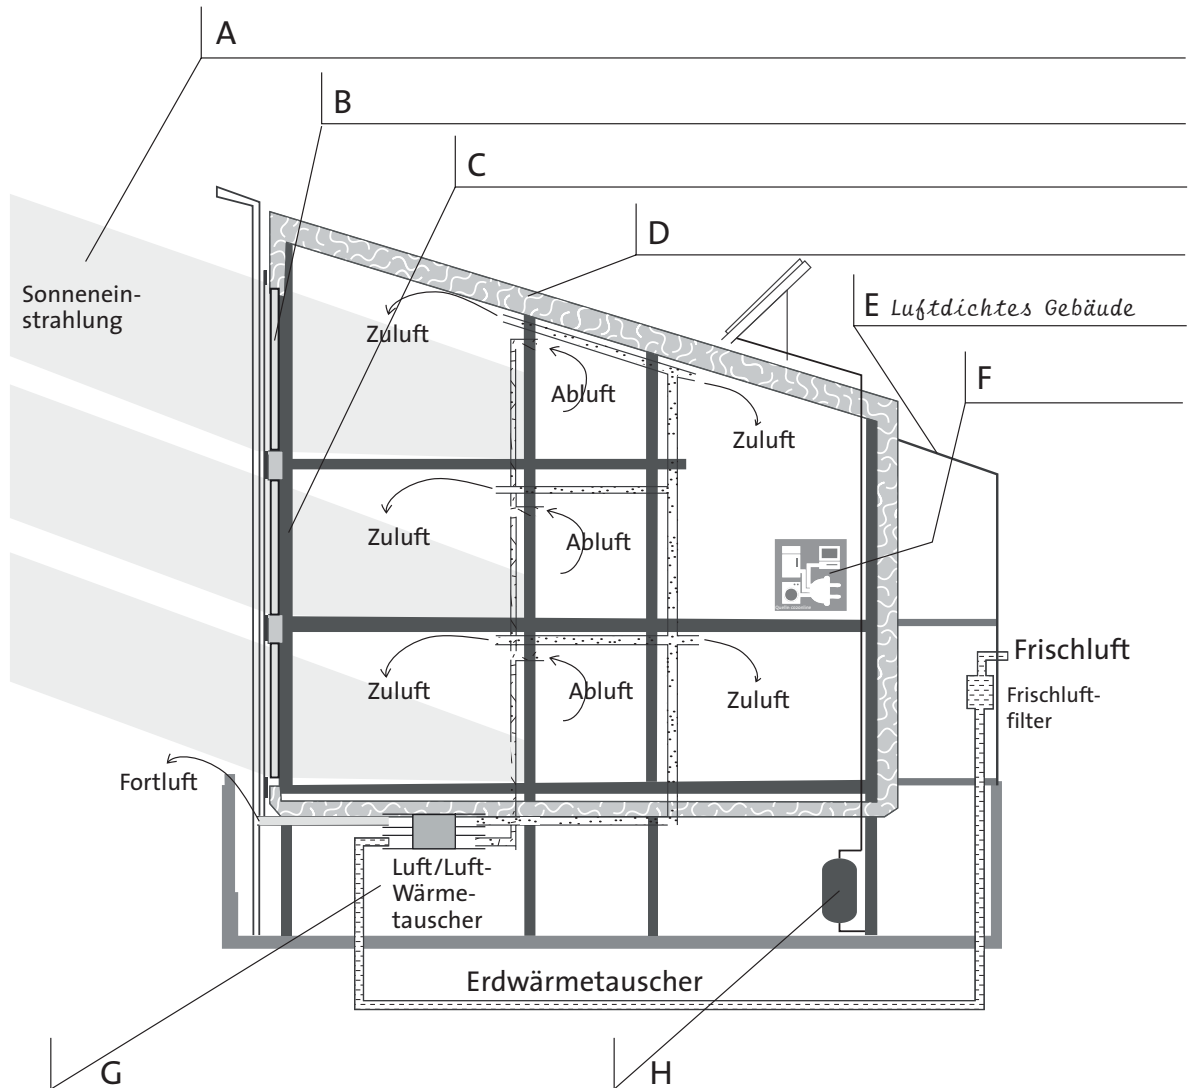 A
B
C
D
E Luftdichtes Gebäude
F
Sonnenein-
strahlung
Zuluft
Abluft
Zuluft
Zuluft
Abluft
Zuluft
Abluft
Zuluft
Frischluft
Frischluft-
filter
Fortluft
Luft/Luft-
Wärme-
tauscher
Erdwärmetauscher
G
H